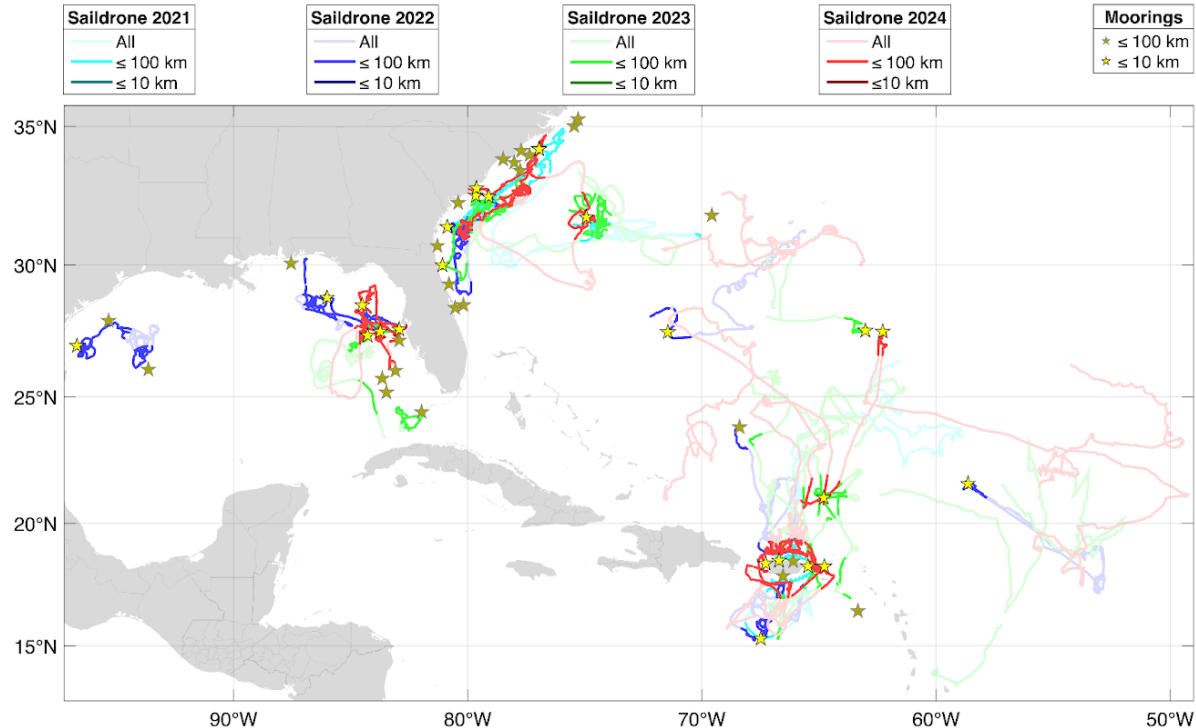 Saildrone 2021
All
≤ 100 km
≤ 10 km
Saildrone 2022
All
≤ 100 km
≤ 10 km
Saildrone 2023
All
≤ 100 km
≤ 10 km
Saildrone 2024
All
≤ 100 km
≤10 km
Moorings
≤ 100 km
≤ 10 km
35°N
30°N
25°N
20°N
15°N
90°W
80°W
70°W
60°W
50°W